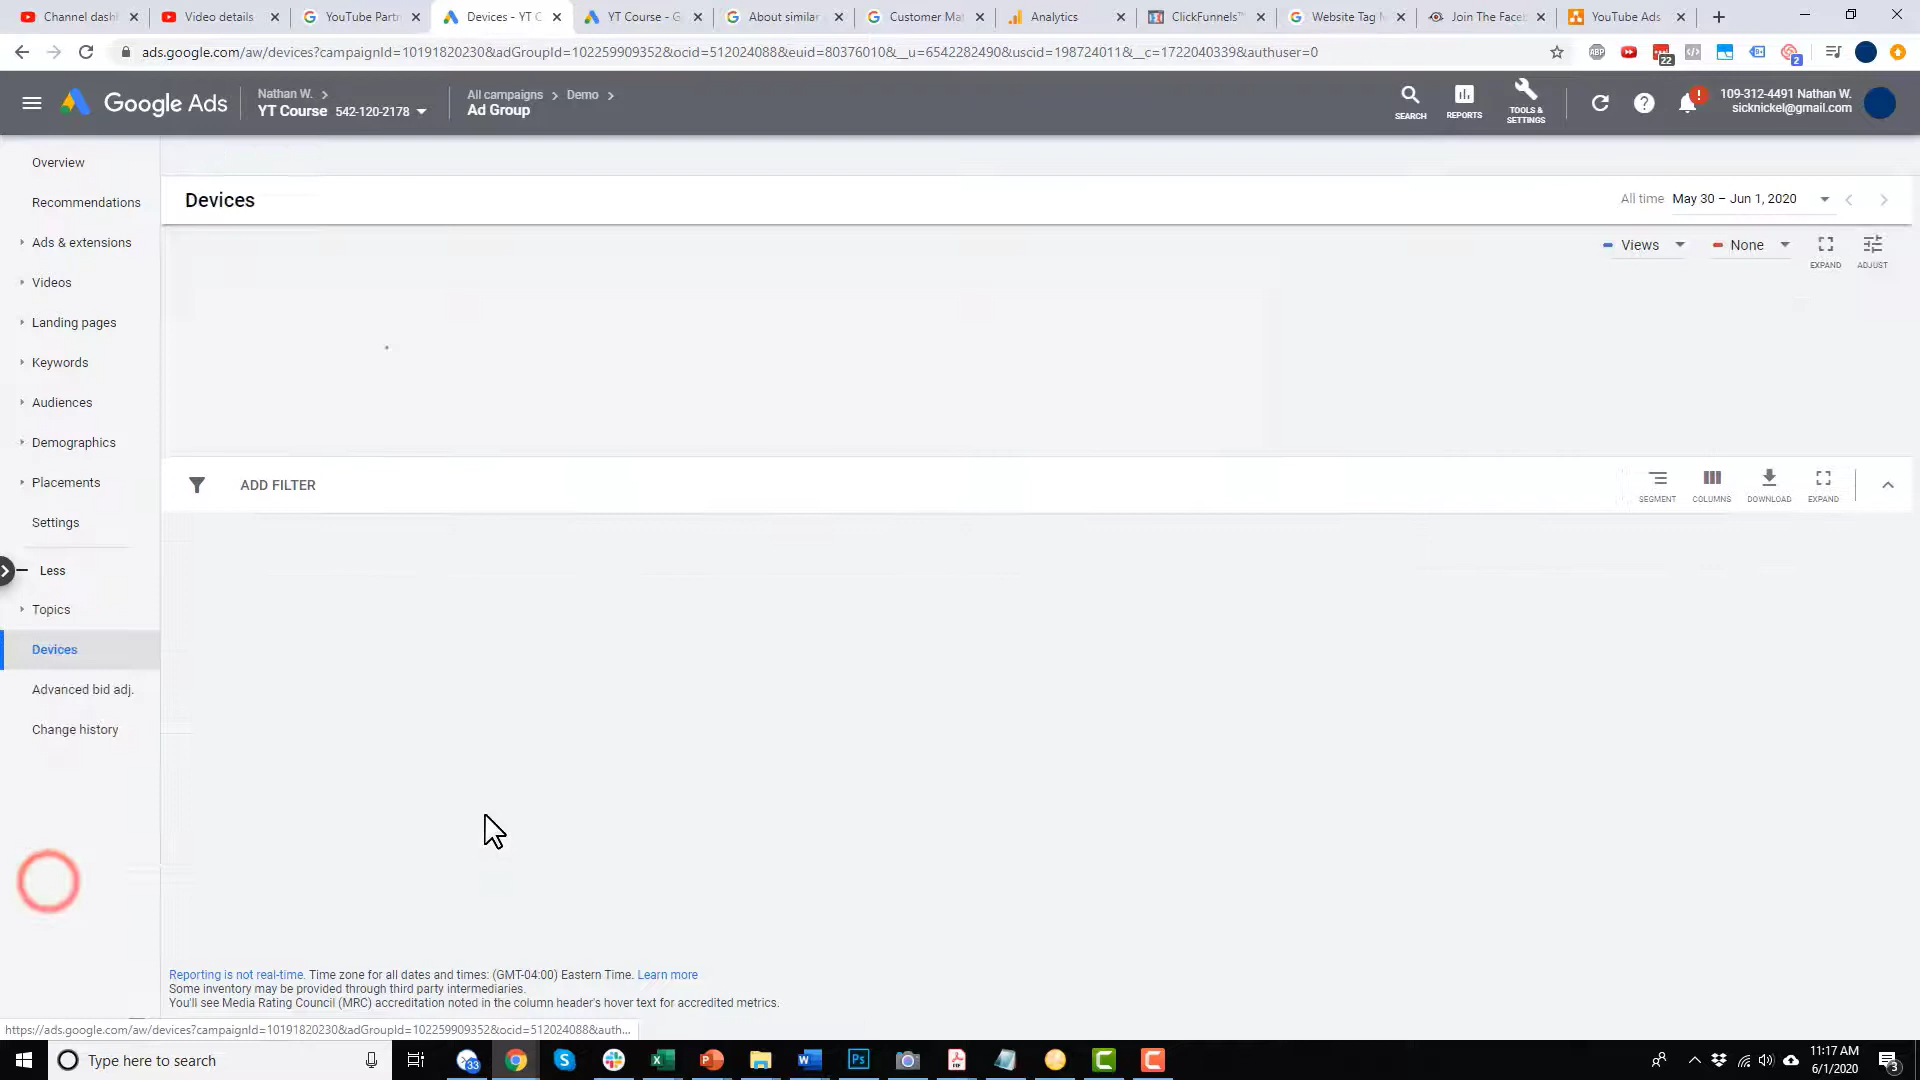 Channel dash
Video details
YouTube Partn
Devices - YT C
YT Course - G
About similar
Customer Mat
Analytics
ClickFunnels™
Website Tag M
Join The Faceb
YouTube Ads
ads.google.com/aw/devices?campaignId=10191820230&adGroupId=102259909352&ocid=512024088&euid=80376010&__u=6542282490&uscid=198724011&__c=1722040339&authuser=0
ABP
22
2
Google Ads
Nathan W.
YT Course 542-120-2178
All campaigns
Demo
Ad Group
SEARCH
REPORTS
TOOLS &
SETTINGS
!
109-312-4491 Nathan W.
sicknickel@gmail.com
Overview
Recommendations
Ads & extensions
Videos
Landing pages
Keywords
Audiences
Demographics
Placements
Settings
Less
Topics
Devices
Advanced bid adj.
Change history
Devices
All time May 30 – Jun 1, 2020
Views
None
EXPAND
ADJUST
ADD FILTER
SEGMENT
COLUMNS
DOWNLOAD
EXPAND
Reporting is not real-time. Time zone for all dates and times: (GMT-04:00) Eastern Time. Learn more
Some inventory may be provided through third party intermediaries.
You'll see Media Rating Council (MRC) accreditation noted in the column header's hover text for accredited metrics.
https://ads.google.com/aw/devices?campaignId=10191820230&adGroupId=102259909352&ocid=512024088&auth...
Type here to search
33
Ps
11:17 AM
6/1/2020
3